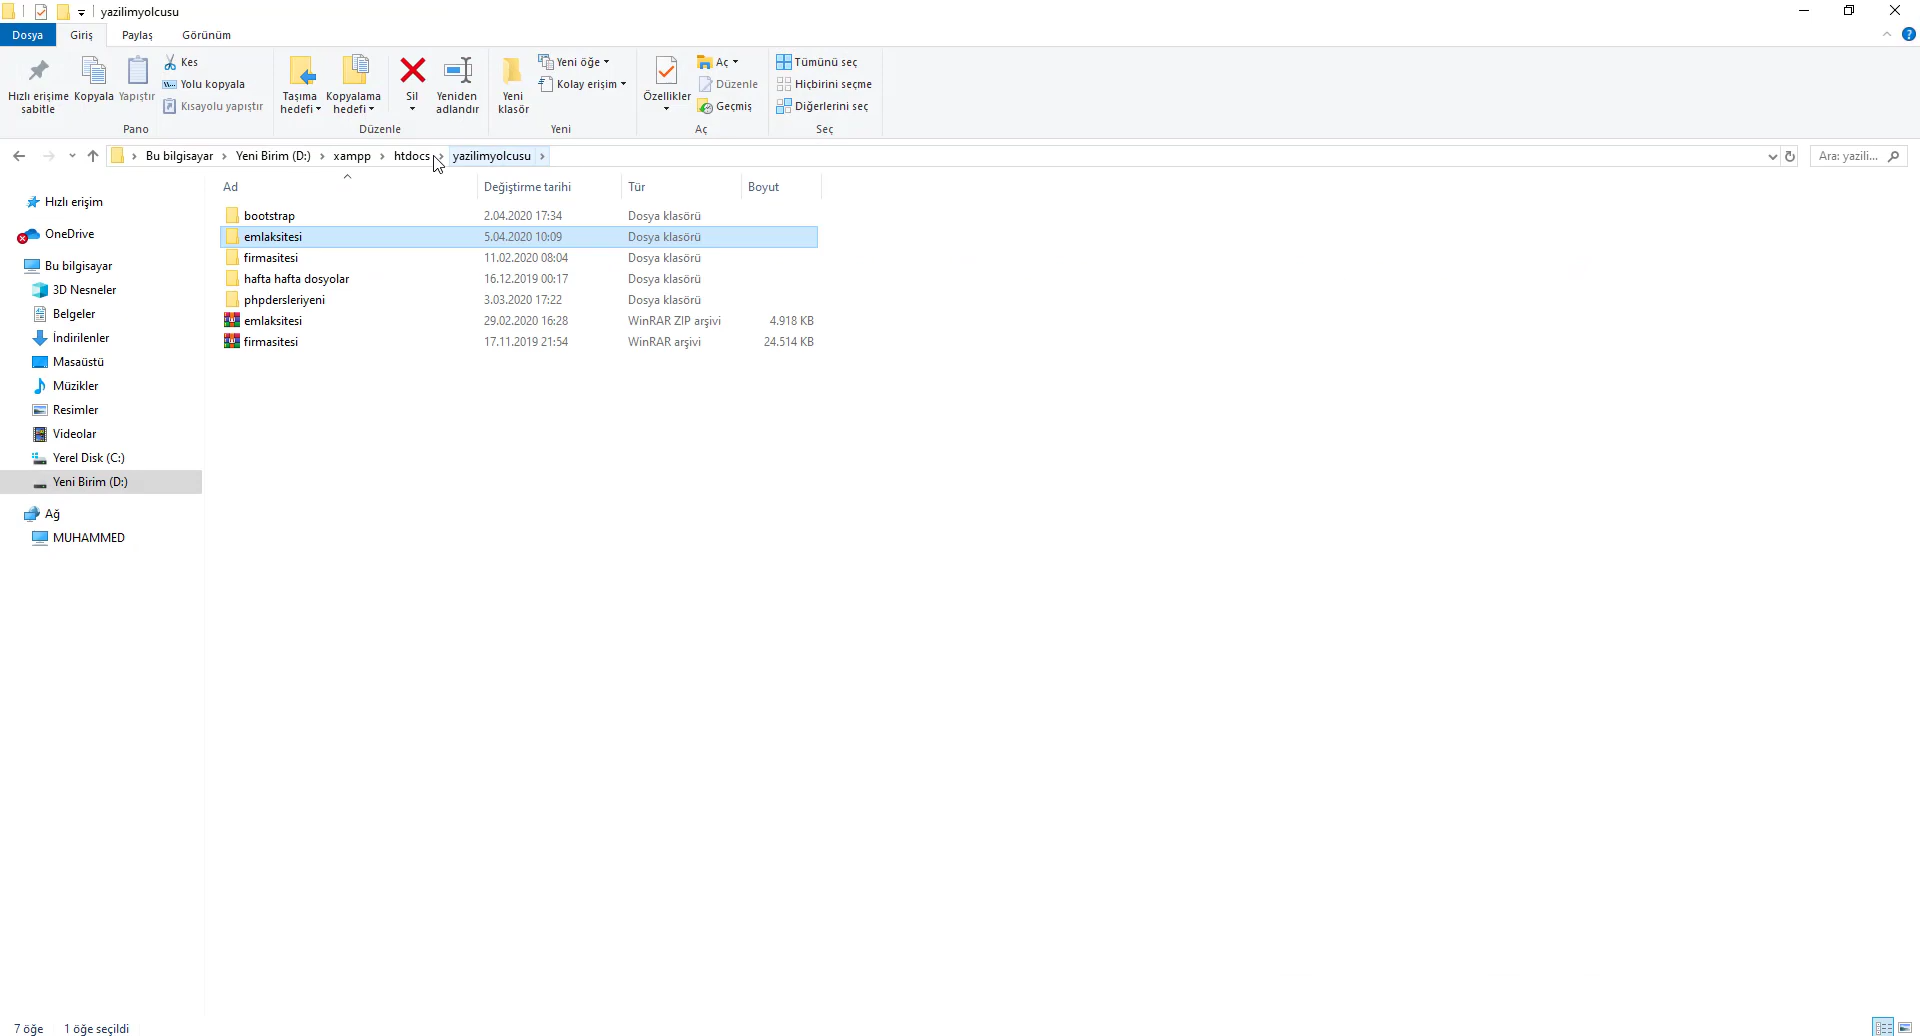 yazilimyolcusu
Dosya Giriş Paylaş Görünüm
Hızlı erişime sabitle
Kopyala
Yapıştır
Kes
Yolu kopyala
Kısayolu yapıştır
Pano
Taşıma hedefi
Kopyalama hedefi
Sil
Yeniden adlandır
Düzenle
Yeni klasör
Yeni öğe
Kolay erişim
Yeni
Özellikler
Aç
Düzenle
Geçmiş
Aç
Tümünü seç
Hiçbirini seçme
Diğerlerini seç
Seç
Bu bilgisayar > Yeni Birim (D:) > xampp > htdocs > yazilimyolcusu >
Ara: yazili...
Hızlı erişim
OneDrive
Bu bilgisayar
3D Nesneler
Belgeler
İndirilenler
Masaüstü
Müzikler
Resimler
Videolar
Yerel Disk (C:)
Yeni Birim (D:)
Ağ
MUHAMMED
Ad Değiştirme tarihi Tür Boyut
bootstrap 2.04.2020 17:34 Dosya klasörü
emlaksitesi 5.04.2020 10:09 Dosya klasörü
firmasitesi 11.02.2020 08:04 Dosya klasörü
hafta hafta dosyolar 16.12.2019 00:17 Dosya klasörü
phpdersleriyeni 3.03.2020 17:22 Dosya klasörü
emlaksitesi 29.02.2020 16:28 WinRAR ZIP arşivi 4.918 KB
firmasitesi 17.11.2019 21:54 WinRAR arşivi 24.514 KB
7 öğe 1 öğe seçildi